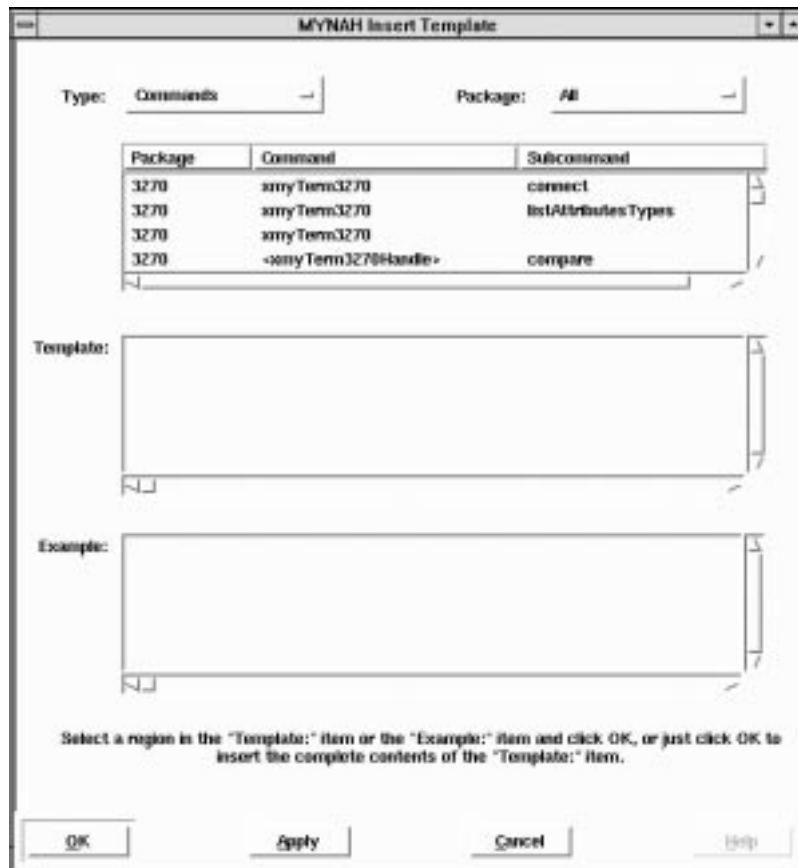 MYNAH Insert Template
Type: Commands Package: All
Package Command Subcommand
3270 xmyTerm3270 connect
3270 xmyTerm3270 listAttributesTypes
3270 xmyTerm3270
3270 <xmyTerm3270Handle> compare
Template:
Example:
Select a region in the "Template:" item or the "Example:" item and click OK, or just click OK to
insert the complete contents of the "Template:" item.
OK Apply Cancel Help